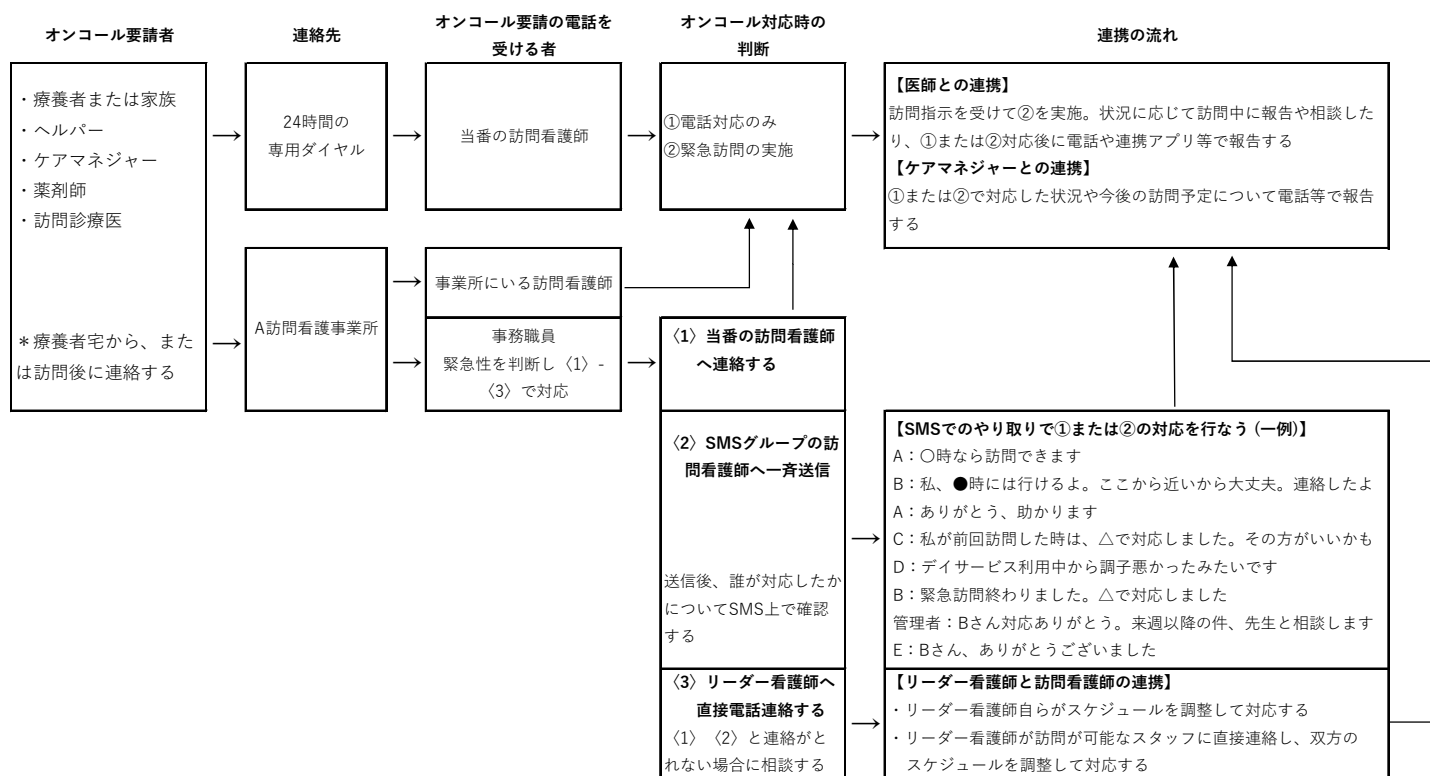 オンコール要請者
連絡先
オンコール要請の電話を
受ける者
オンコール対応時の
判断
連携の流れ
・療養者または家族
・ヘルパー
・ケアマネジャー
・薬剤師
・訪問診療医
＊療養者宅から、また
は訪問後に連絡する
24時間の
専用ダイヤル
当番の訪問看護師
①電話対応のみ
②緊急訪問の実施
【医師との連携】
訪問指示を受けて②を実施。状況に応じて訪問中に報告や相談した
り、①または②対応後に電話や連携アプリ等で報告する
【ケアマネジャーとの連携】
①または②で対応した状況や今後の訪問予定について電話等で報告
する
A訪問看護事業所
事業所にいる訪問看護師
事務職員
緊急性を判断し〈1〉-
〈3〉で対応
〈1〉当番の訪問看護師
へ連絡する
〈2〉SMSグループの訪
問看護師へ一斉送信
送信後、誰が対応したか
についてSMS上で確認
する
【SMSでのやり取りで①または②の対応を行なう (一例)】
A：〇時なら訪問できます
B：私、●時には行けるよ。ここから近いから大丈夫。連絡したよ
A：ありがとう、助かります
C：私が前回訪問した時は、△で対応しました。その方がいいかも
D：デイサービス利用中から調子悪かったみたいです
B：緊急訪問終わりました。△で対応しました
管理者：Bさん対応ありがとう。来週以降の件、先生と相談します
E：Bさん、ありがとうございました
〈3〉リーダー看護師へ
直接電話連絡する
〈1〉〈2〉と連絡がと
れない場合に相談する
【リーダー看護師と訪問看護師の連携】
・リーダー看護師自らがスケジュールを調整して対応する
・リーダー看護師が訪問が可能なスタッフに直接連絡し、双方の
スケジュールを調整して対応する